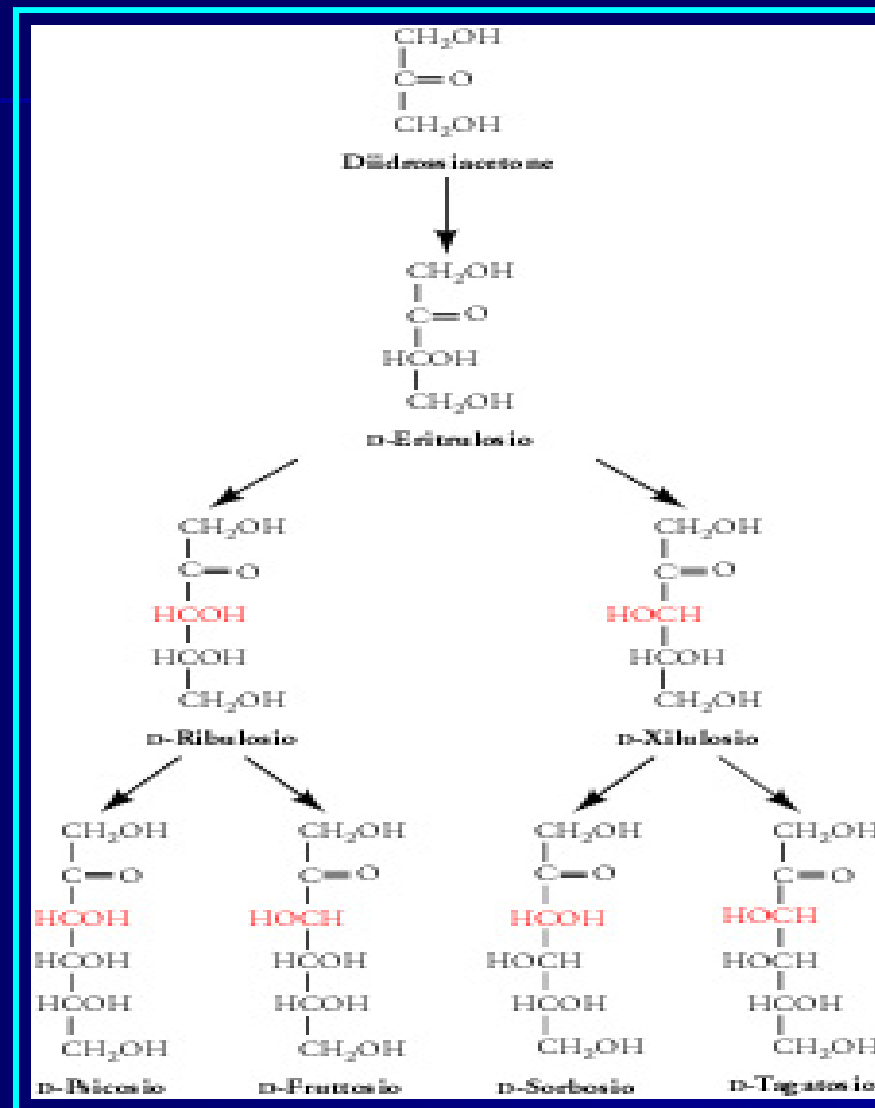 CH₂OH
C=O
CH₂OH
Diidrossiacetone
CH₂OH
C=O
HCOH
CH₂OH
D-Eritrulosio
CH₂OH
C=O
HCOH
HCOH
CH₂OH
D-Ribulosio
CH₂OH
C=O
HOCH
HCOH
CH₂OH
D-Xilulosio
CH₂OH
C=O
HCOH
HCOH
HCOH
CH₂OH
D-Psicosio
CH₂OH
C=O
HOCH
HCOH
HCOH
CH₂OH
D-Fruttosio
CH₂OH
C=O
HCOH
HOCH
HCOH
CH₂OH
D-Sorbosio
CH₂OH
C=O
HOCH
HOCH
HCOH
CH₂OH
D-Tagatosio